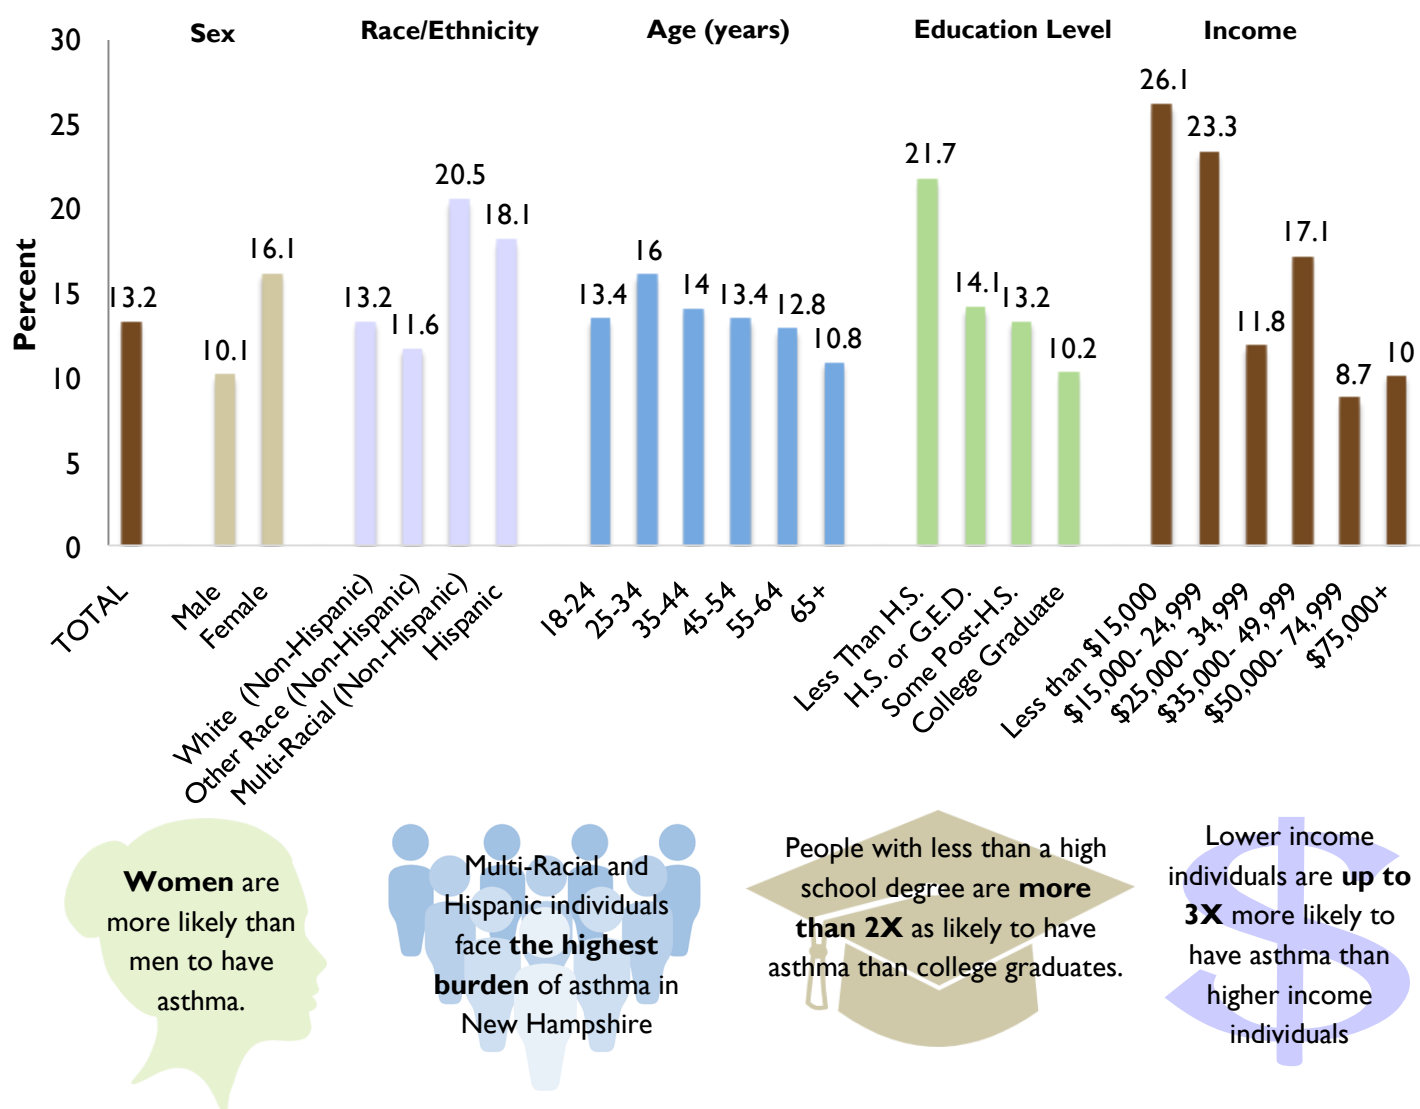 Sex
Race/Ethnicity
Age (years)
Education Level
Income
Percent
30
25
20
15
10
5
0
13.2
10.1
16.1
13.2
11.6
20.5
18.1
13.4
16
14
13.4
12.8
10.8
21.7
14.1
13.2
10.2
26.1
23.3
11.8
17.1
8.7
10
TOTAL
Male
Female
White (Non-Hispanic)
Other Race (Non-Hispanic)
Multi-Racial (Non-Hispanic)
Hispanic
18-24
25-34
35-44
45-54
55-64
65+
Less Than H.S.
H.S. or G.E.D.
Some Post-H.S.
College Graduate
Less than $15,000
$15,000- 24,999
$25,000- 34,999
$35,000- 49,999
$50,000- 74,999
$75,000+
Women are
more likely than
men to have
asthma.
Multi-Racial and
Hispanic individuals
face the highest
burden of asthma in
New Hampshire
People with less than a high
school degree are more
than 2X as likely to have
asthma than college graduates.
Lower income
individuals are up to
3X more likely to
have asthma than
higher income
individuals